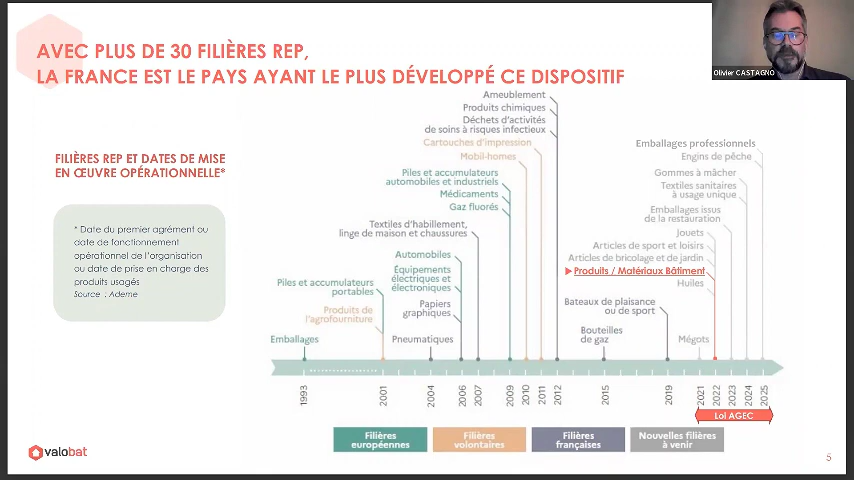 AVEC PLUS DE 30 FILIÈRES REP,
LA FRANCE EST LE PAYS AYANT LE PLUS DÉVELOPPÉ CE DISPOSITIF
Olivier CASTAGNO
FILIÈRES REP ET DATES DE MISE
EN ŒUVRE OPÉRATIONNELLE*
* Date du premier agrément ou
date de fonctionnement
opérationnel de l'organisation
ou date de prise en charge des
produits usagés
Source : Ademe
Ameublement
Produits chimiques
Déchets d'activités
de soins à risques infectieux
Cartouches d'impression
Mobil-homes
Piles et accumulateurs
automobiles et industriels
Médicaments
Gaz fluorés
Textiles d'habillement,
linge de maison et chaussures
Automobiles
Équipements
électriques et
électroniques
Piles et accumulateurs
portables
Papiers
graphiques
Produits de
l'agrofourniture
Emballages
Pneumatiques
Emballages professionnels
Engins de pêche
Gommes à mâcher
Textiles sanitaires
à usage unique
Emballages issus
de la restauration
Jouets
Articles de sport et loisirs
Articles de bricolage et de jardin
Produits / Matériaux Bâtiment
Huiles
Bateaux de plaisance
ou de sport
Bouteilles
de gaz
Mégots
1993
2001
2004
2006
2007
2009
2010
2011
2012
2015
2019
2021
2022
2023
2024
2025
Loi AGEC
Filières
européennes
Filières
volontaires
Filières
françaises
Nouvelles filières
à venir
valobat
5